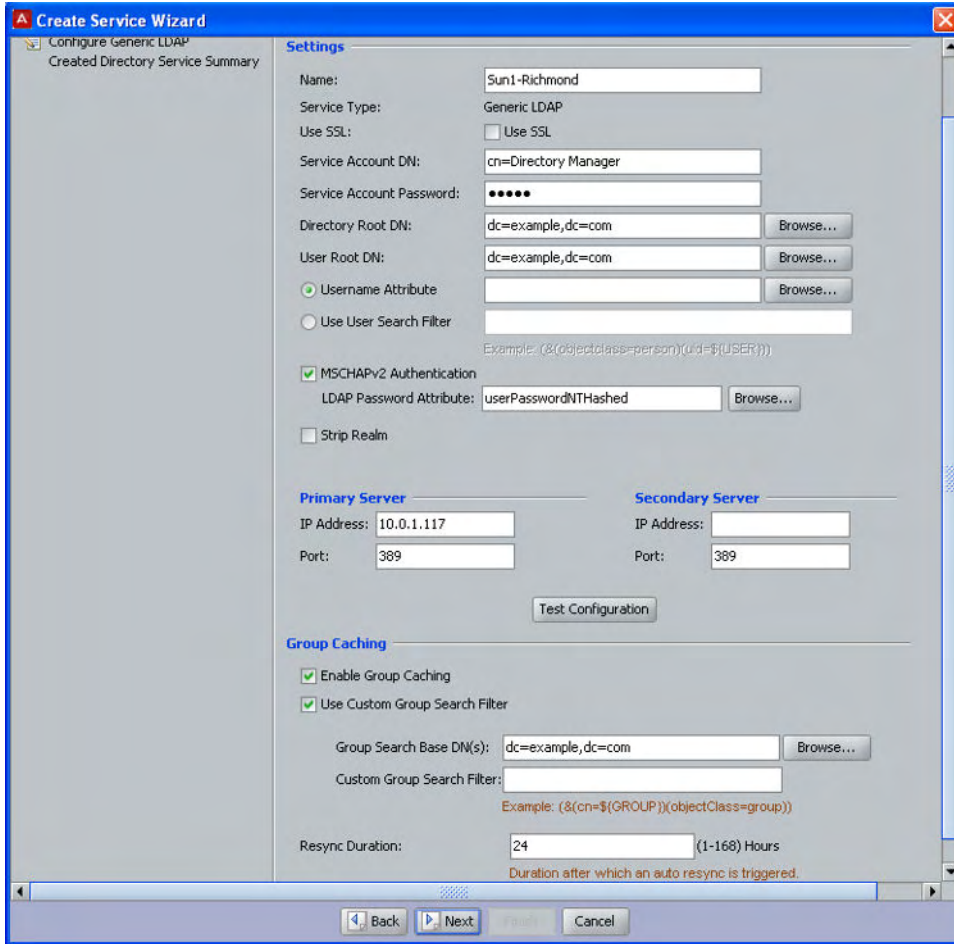 Create Service Wizard
Configure Generic LDAP
Created Directory Service Summary
Settings
Name: Sun1-Richmond
Service Type: Generic LDAP
Use SSL: Use SSL
Service Account DN: cn=Directory Manager
Service Account Password: •••••
Directory Root DN: dc=example,dc=com Browse...
User Root DN: dc=example,dc=com Browse...
Username Attribute Browse...
Use User Search Filter
Example: (&(objectclass=person)(uid=${USER}))
MSCHAPv2 Authentication
LDAP Password Attribute: userPasswordNTHashed Browse...
Strip Realm
Primary Server Secondary Server
IP Address: 10.0.1.117 IP Address:
Port: 389 Port: 389
Test Configuration
Group Caching
Enable Group Caching
Use Custom Group Search Filter
Group Search Base DN(s): dc=example,dc=com Browse...
Custom Group Search Filter:
Example: (&(cn=${GROUP})(objectClass=group))
Resync Duration: 24 (1-168) Hours
Duration after which an auto resync is triggered.
Back Next Cancel